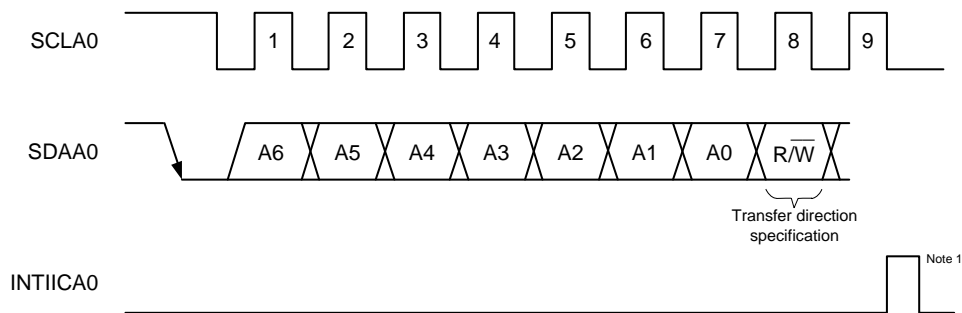 SCLA0 1 2 3 4 5 6 7 8 9
SDAA0 A6 A5 A4 A3 A2 A1 A0 R/W̅
Transfer direction
specification
INTIICA0 Note 1